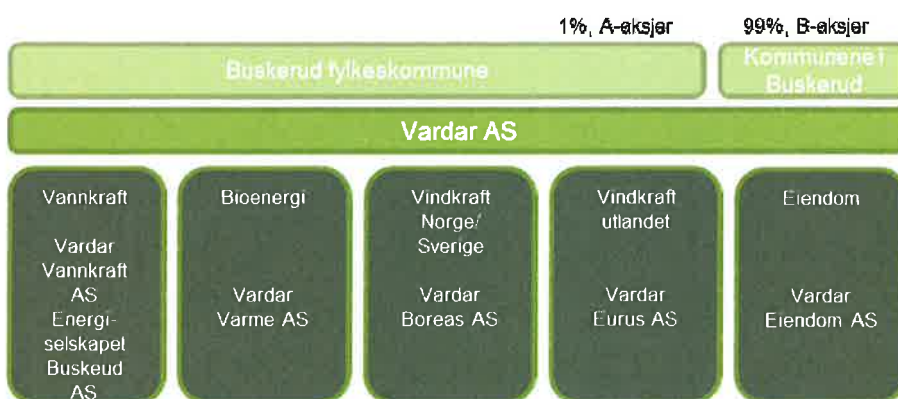 1%, A-aksjer
99%, B-aksjer
Buskerud fylkeskommune
Kommunene i
Buskerud
Vardar AS
Vannkraft
Vardar
Vannkraft
AS
Energi-
selskapet
Buskeud
AS
Bioenergi
Vardar
Varme AS
Vindkraft
Norge/
Sverige
Vardar
Boreas AS
Vindkraft
utlandet
Vardar
Eurus AS
Eiendom
Vardar
Eiendom AS